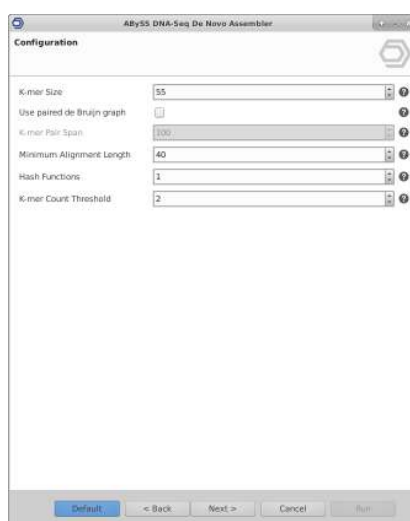 ABySS DNA-Seq De Novo Assembler
Configuration
K-mer Size 55
Use paired de Bruijn graph
K-mer Pair Span 100
Minimum Alignment Length 40
Hash Functions 1
K-mer Count Threshold 2
Default < Back Next > Cancel Run